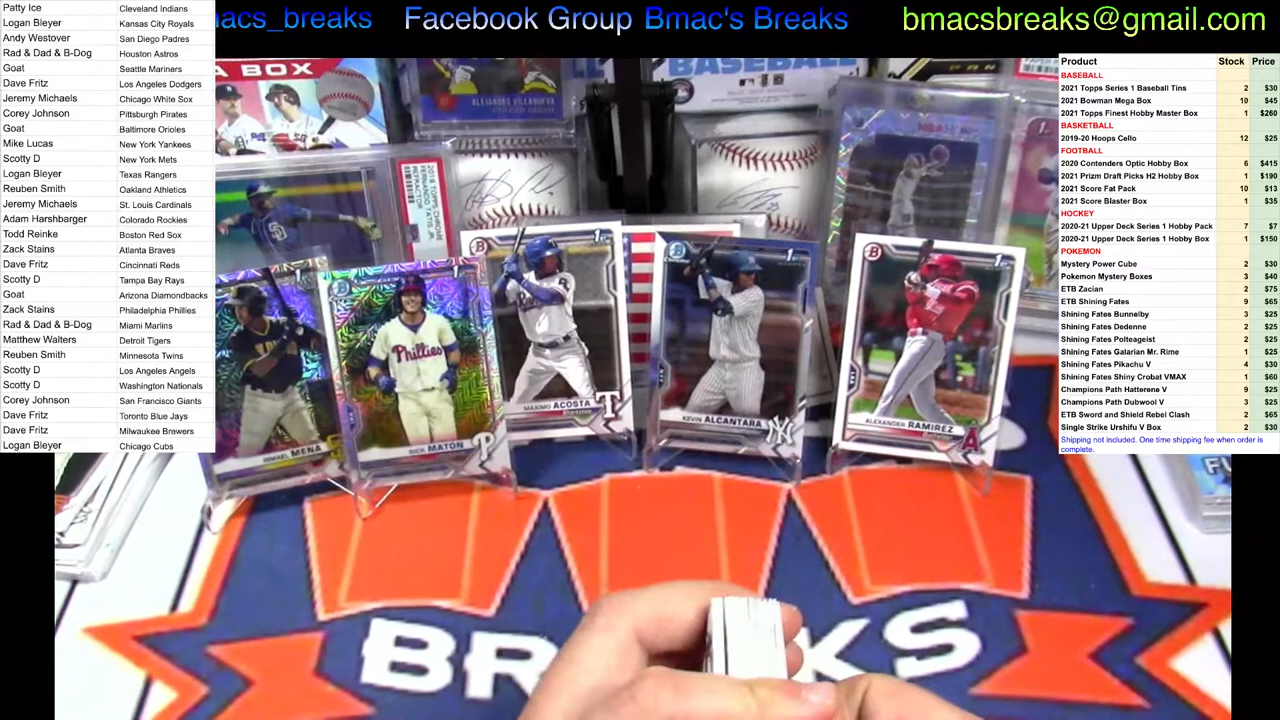 acs_breaks Facebook Group Bmac's Breaks bmacsbreaks@gmail.com
Patty Ice Cleveland Indians
Logan Bleyer Kansas City Royals
Andy Westover San Diego Padres
Rad & Dad & B-Dog Houston Astros
Goat Seattle Mariners
Dave Fritz Los Angeles Dodgers
Jeremy Michaels Chicago White Sox
Corey Johnson Pittsburgh Pirates
Goat Baltimore Orioles
Mike Lucas New York Yankees
Scotty D New York Mets
Logan Bleyer Texas Rangers
Reuben Smith Oakland Athletics
Jeremy Michaels St. Louis Cardinals
Adam Harshbarger Colorado Rockies
Todd Reinke Boston Red Sox
Zack Stains Atlanta Braves
Dave Fritz Cincinnati Reds
Scotty D Tampa Bay Rays
Goat Arizona Diamondbacks
Zack Stains Philadelphia Phillies
Rad & Dad & B-Dog Miami Marlins
Matthew Walters Detroit Tigers
Reuben Smith Minnesota Twins
Scotty D Los Angeles Angels
Scotty D Washington Nationals
Corey Johnson San Francisco Giants
Dave Fritz Toronto Blue Jays
Dave Fritz Milwaukee Brewers
Logan Bleyer Chicago Cubs
Product Stock Price
BASEBALL
2021 Topps Series 1 Baseball Tins 2 $30
2021 Bowman Mega Box 10 $45
2021 Topps Finest Hobby Master Box 1 $260
BASKETBALL
2019-20 Hoops Cello 12 $25
FOOTBALL
2020 Contenders Optic Hobby Box 6 $415
2021 Prizm Draft Picks H2 Hobby Box 1 $190
2021 Score Fat Pack 10 $13
2021 Score Blaster Box 1 $35
HOCKEY
2020-21 Upper Deck Series 1 Hobby Pack 7 $7
2020-21 Upper Deck Series 1 Hobby Box 1 $150
POKEMON
Mystery Power Cube 2 $30
Pokemon Mystery Boxes 3 $40
ETB Zacian 2 $75
ETB Shining Fates 9 $65
Shining Fates Bunnelby 3 $25
Shining Fates Dedenne 2 $25
Shining Fates Polteageist 2 $25
Shining Fates Galarian Mr. Rime 1 $25
Shining Fates Pikachu V 4 $30
Shining Fates Shiny Crobat VMAX 1 $60
Champions Path Hatterene V 9 $25
Champions Path Dubwool V 3 $25
ETB Sword and Shield Rebel Clash 1 $65
Single Strike Urshifu V Box 2 $30
Shipping not included. One time shipping fee when order is
complete.
A BOX
ALEJANDRO VILLANUEVA
BASEBALL
2019 TOPPS CHROME
FERNANDO TATIS JR.
REFRACTOR
ISMAEL MENA
Phillies
NICK MATON
P
MAXIMO ACOSTA
T
KEVIN ALCANTARA
NY
ALEXANDER RAMIREZ
A
BREAKS